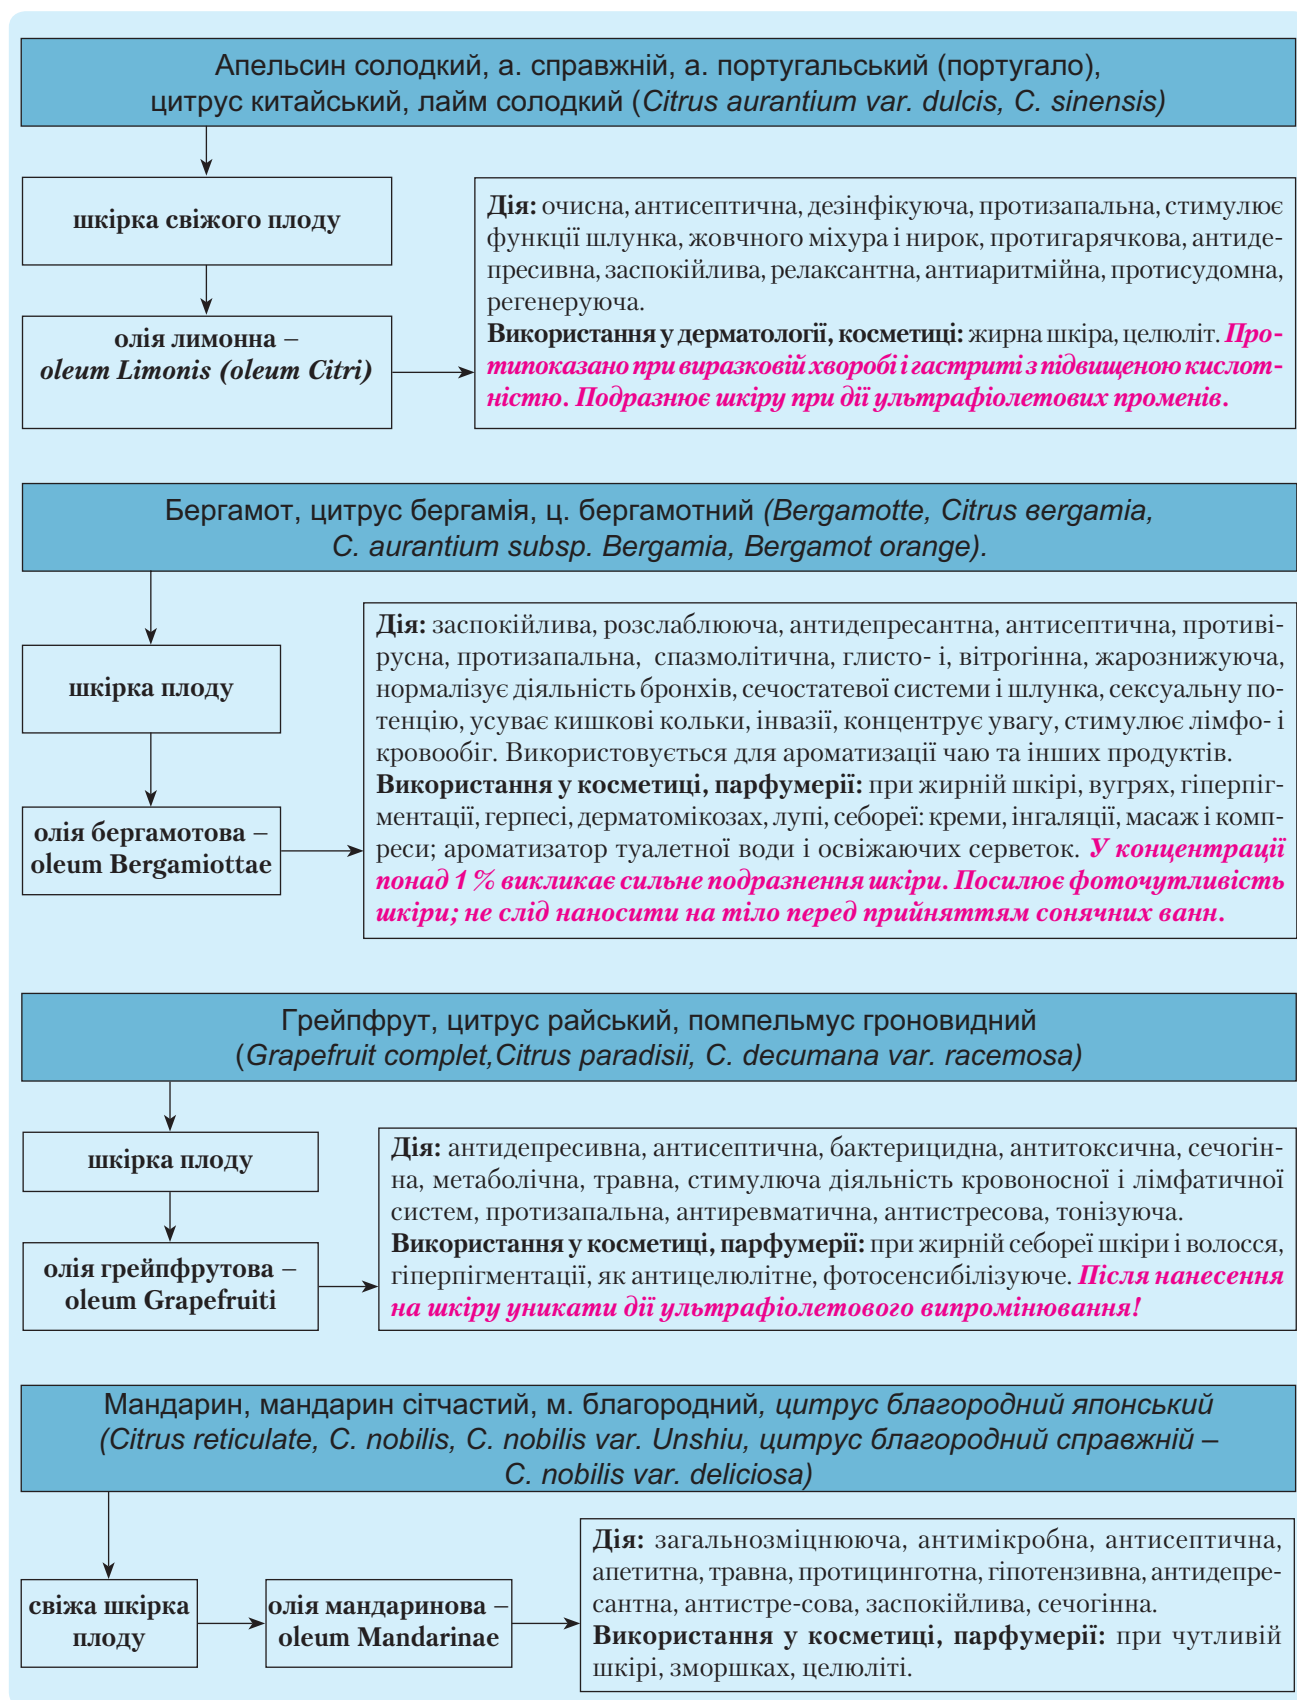 Апельсин солодкий, а. справжній, а. португальський (португало),
цитрус китайський, лайм солодкий (Citrus aurantium var. dulcis, C. sinensis)
шкірка свіжого плоду
олія лимонна –
oleum Limonis (oleum Citri)
Дія: очисна, антисептична, дезінфікуюча, протизапальна, стимулює
функції шлунка, жовчного міхура і нирок, протигарячкова, антиде-
пресивна, заспокійлива, релаксантна, антиаритмійна, протисудомна,
регенеруюча.
Використання у дерматології, косметиці: жирна шкіра, целюліт. Про-
типоказано при виразковій хворобі і гастриті з підвищеною кислот-
ністю. Подразнює шкіру при дії ультрафіолетових променів.
Бергамот, цитрус бергамія, ц. бергамотний (Bergamotte, Citrus вergamia,
C. aurantium subsp. Bergamia, Bergamot orange).
шкірка плоду
олія бергамотова –
oleum Bergamiottae
Дія: заспокійлива, розслаблююча, антидепресантна, антисептична, противі-
русна, протизапальна, спазмолітична, глисто- і, вітрогінна, жарознижуюча,
нормалізує діяльність бронхів, сечостатевої системи і шлунка, сексуальну по-
тенцію, усуває кишкові кольки, інвазії, концентрує увагу, стимулює лімфо- і
кровообіг. Використовується для ароматизації чаю та інших продуктів.
Використання у косметиці, парфумерії: при жирній шкірі, вуграх, гіперпіг-
ментації, герпесі, дерматомікозах, лупі, себореї: креми, інгаляції, масаж і комп-
реси; ароматизатор туалетної води і освіжаючих серветок. У концентрації
понад 1 % викликає сильне подразнення шкіри. Посилює фоточутливість
шкіри; не слід наносити на тіло перед прийняттям сонячних ванн.
Грейпфрут, цитрус райський, помпельмус гроновидний
(Grapefruit complet,Citrus paradisii, C. decumana var. racemosa)
шкірка плоду
олія грейпфрутова –
oleum Grapefruiti
Дія: антидепресивна, антисептична, бактерицидна, антитоксична, сечогін-
на, метаболічна, травна, стимулюча діяльність кровоносної і лімфатичної
систем, протизапальна, антиревматична, антистресова, тонізуюча.
Використання у косметиці, парфумерії: при жирній себореї шкіри і волосся,
гіперпігментації, як антицелюлітне, фотосенсибілізуюче. Після нанесення
на шкіру уникати дії ультрафіолетового випромінювання!
Мандарин, мандарин сітчастий, м. благородний, цитрус благородний японський
(Citrus reticulate, C. nobilis, C. nobilis var. Unshiu, цитрус благородний справжній –
C. nobilis var. deliciosa)
свіжа шкірка
плоду
олія мандаринова –
oleum Mandarinae
Дія: загальнозміцнююча, антимікробна, антисептична,
апетитна, травна, протицинготна, гіпотензивна, антидепре-
сантна, антистре-сова, заспокійлива, сечогінна.
Використання у косметиці, парфумерії: при чутливій
шкірі, зморшках, целюліті.